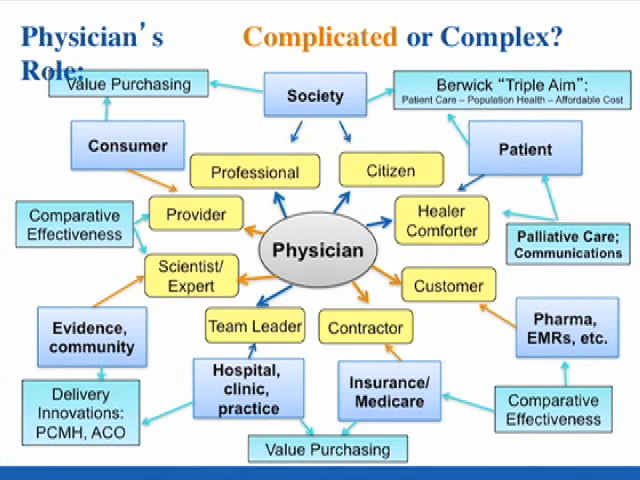 Physician’s Role:
Complicated or Complex?
Value Purchasing
Society
Berwick “Triple Aim”:
Patient Care – Population Health – Affordable Cost
Consumer
Patient
Professional
Citizen
Comparative
Effectiveness
Provider
Healer
Comforter
Palliative Care;
Communications
Physician
Scientist/
Expert
Customer
Evidence,
community
Team Leader
Contractor
Pharma,
EMRs, etc.
Delivery
Innovations:
PCMH, ACO
Hospital,
clinic,
practice
Insurance/
Medicare
Comparative
Effectiveness
Value Purchasing